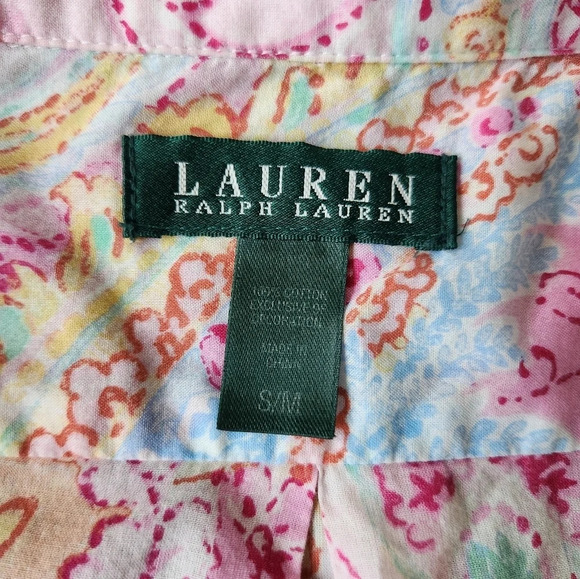 LAUREN
RALPH LAUREN
100% COTTON
EXCLUSIVE OF
DECORATION
MADE IN
CHINA
S/M